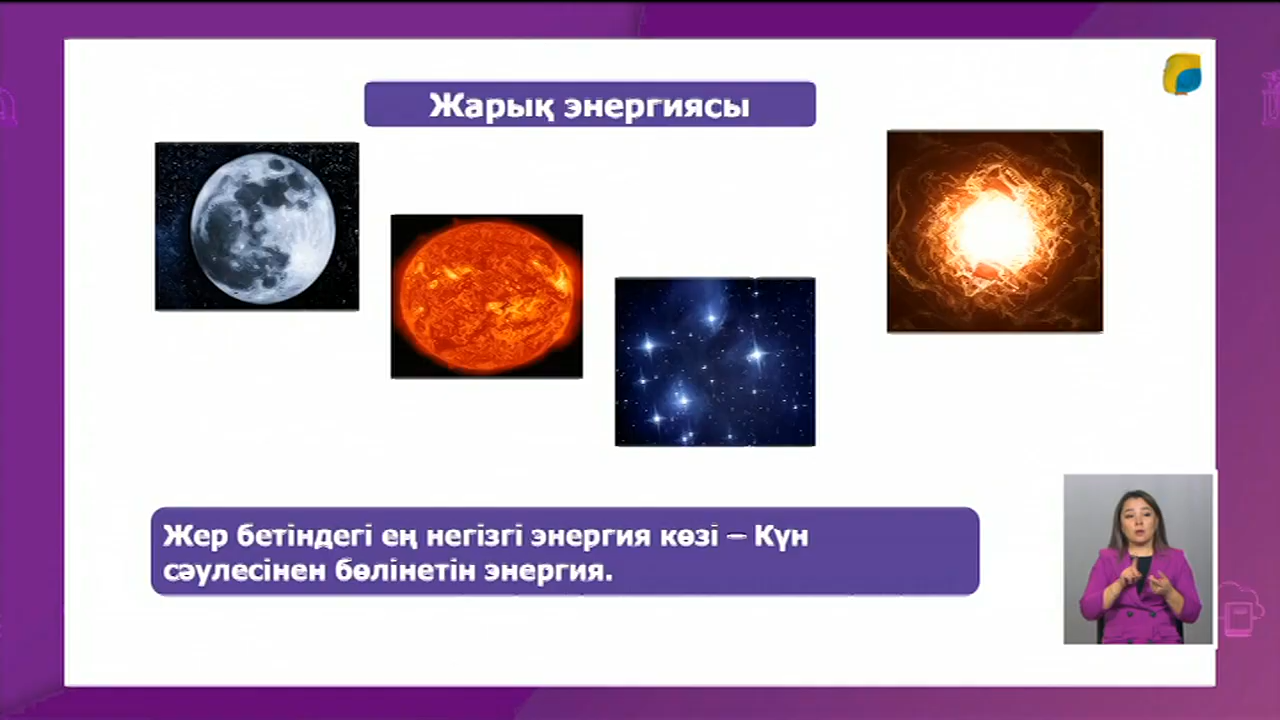 Жарық энергиясы
Жер бетіндегі ең негізгі энергия көзі – Күн
сәулесінен бөлінетін энергия.